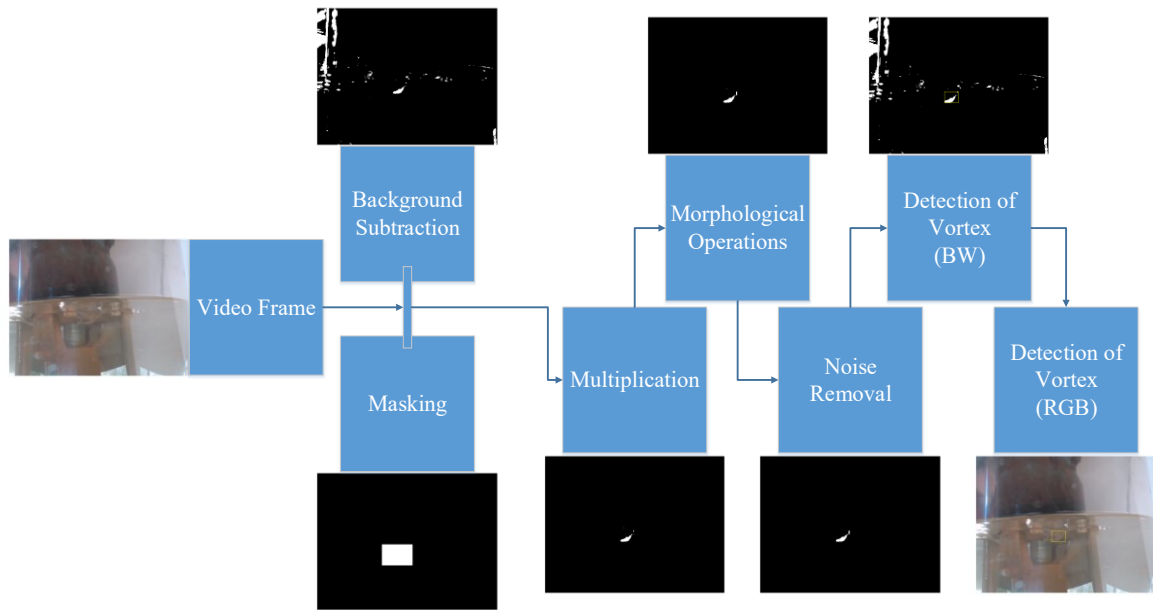 Video Frame
Background
Subtraction
Masking
Multiplication
Morphological
Operations
Noise
Removal
Detection of
Vortex
(BW)
Detection of
Vortex
(RGB)